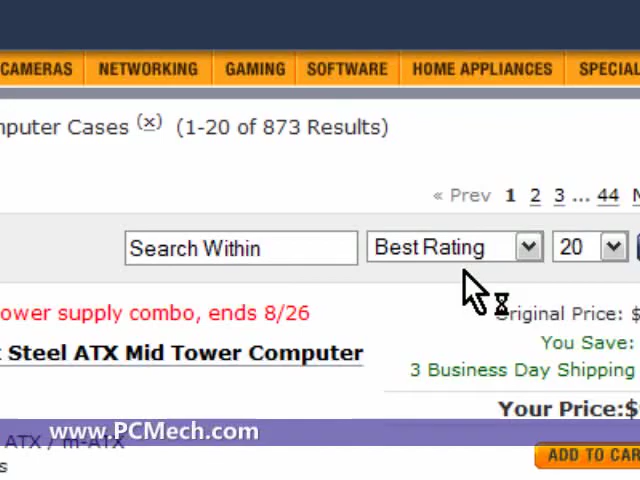 CAMERAS NETWORKING GAMING SOFTWARE HOME APPLIANCES SPECIAL
mputer Cases (x) (1-20 of 873 Results)
« Prev 1 2 3 ... 44 N
Search Within Best Rating 20
ower supply combo, ends 8/26
Original Price: $
You Save:
t Steel ATX Mid Tower Computer
3 Business Day Shipping
Your Price:$
www.PCMech.com
ATX / m-ATX
ADD TO CAR
s